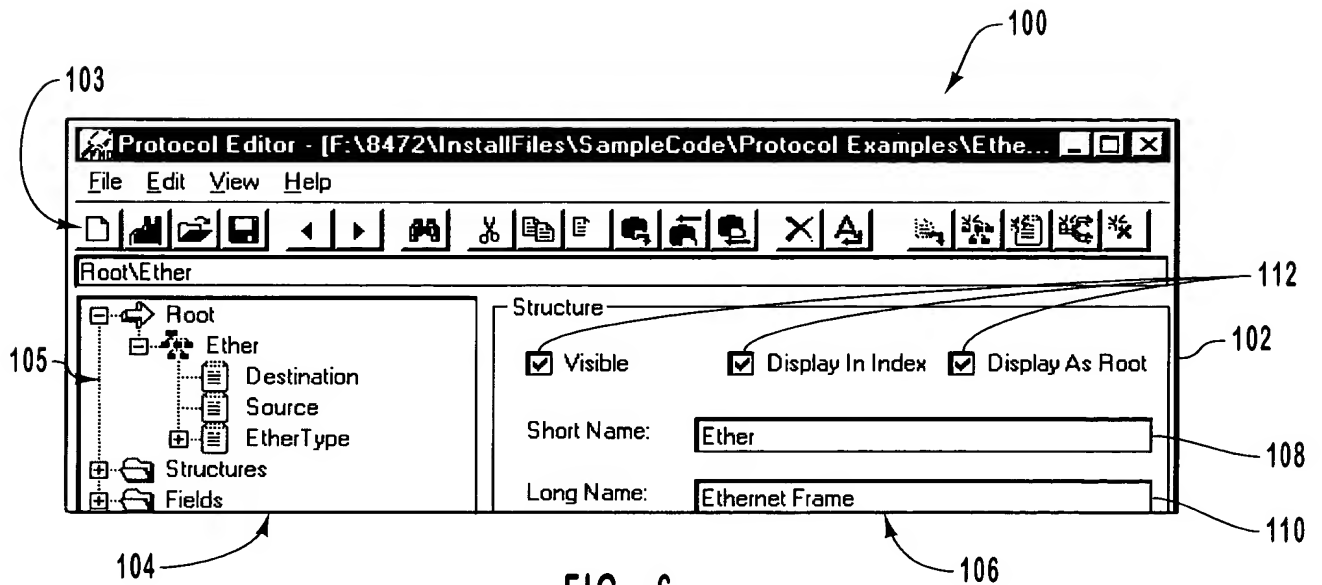 100
103
Protocol Editor - [F:\8472\InstallFiles\SampleCode\Protocol Examples\Ethe...
File Edit View Help
Root\Ether
112
Root
Structure
102
Ether
Visible
Display In Index
Display As Root
105
Destination
Source
EtherType
Short Name:
Ether
108
Structures
Fields
Long Name:
Ethernet Frame
110
104
106